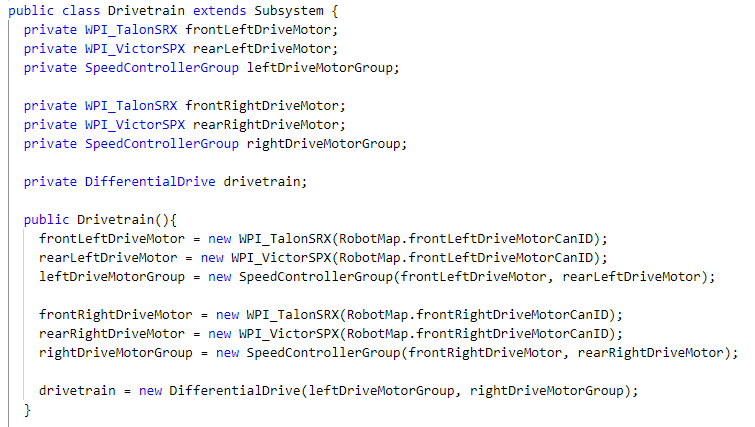 public class Drivetrain extends Subsystem {
private WPI_TalonSRX frontLeftDriveMotor;
private WPI_VictorSPX rearLeftDriveMotor;
private SpeedControllerGroup leftDriveMotorGroup;
private WPI_TalonSRX frontRightDriveMotor;
private WPI_VictorSPX rearRightDriveMotor;
private SpeedControllerGroup rightDriveMotorGroup;
private DifferentialDrive drivetrain;
public Drivetrain(){
frontLeftDriveMotor = new WPI_TalonSRX(RobotMap.frontLeftDriveMotorCanID);
rearLeftDriveMotor = new WPI_VictorSPX(RobotMap.frontLeftDriveMotorCanID);
leftDriveMotorGroup = new SpeedControllerGroup(frontLeftDriveMotor, rearLeftDriveMotor);
frontRightDriveMotor = new WPI_TalonSRX(RobotMap.frontRightDriveMotorCanID);
rearRightDriveMotor = new WPI_VictorSPX(RobotMap.frontRightDriveMotorCanID);
rightDriveMotorGroup = new SpeedControllerGroup(frontRightDriveMotor, rearRightDriveMotor);
drivetrain = new DifferentialDrive(leftDriveMotorGroup, rightDriveMotorGroup);
}